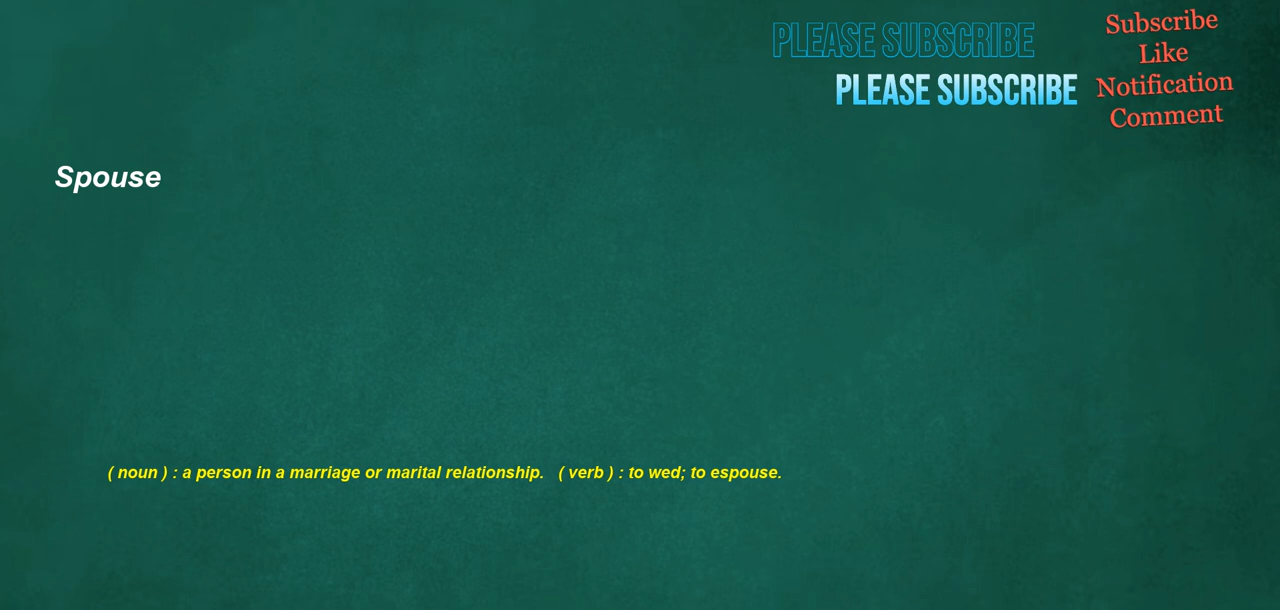 PLEASE SUBSCRIBE
PLEASE SUBSCRIBE
Subscribe
Like
Notification
Comment
Spouse
( noun ) : a person in a marriage or marital relationship.   ( verb ) : to wed; to espouse.